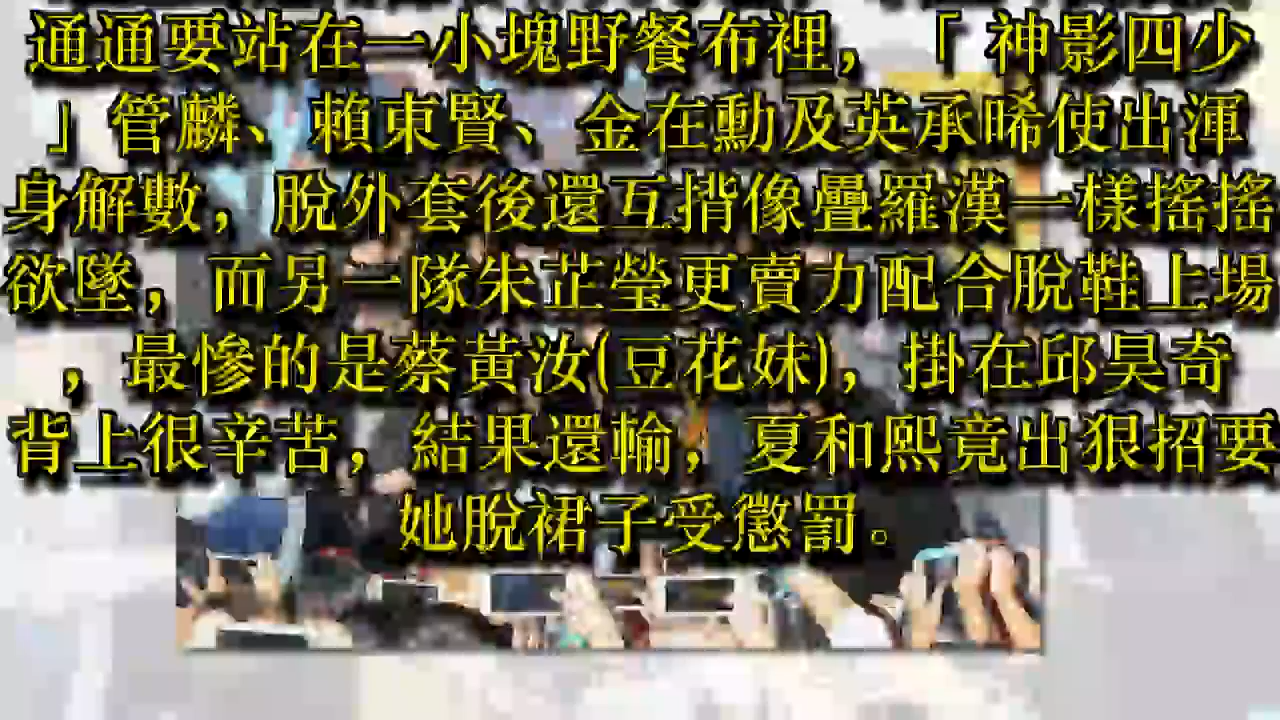 通通要站在一小塊野餐布裡，「 神影四少
」管麟、賴東賢、金在勳及英承晞使出渾
身解數，脫外套後還互揹像疊羅漢一樣搖搖
欲墜， 而另一隊朱芷瑩更賣力配合脫鞋上場
，最慘的是蔡黃汝(豆花妹)，掛在邱昊奇
背上很辛苦，結果還輸，夏和熙竟出狠招要
她脫裙子受懲罰。